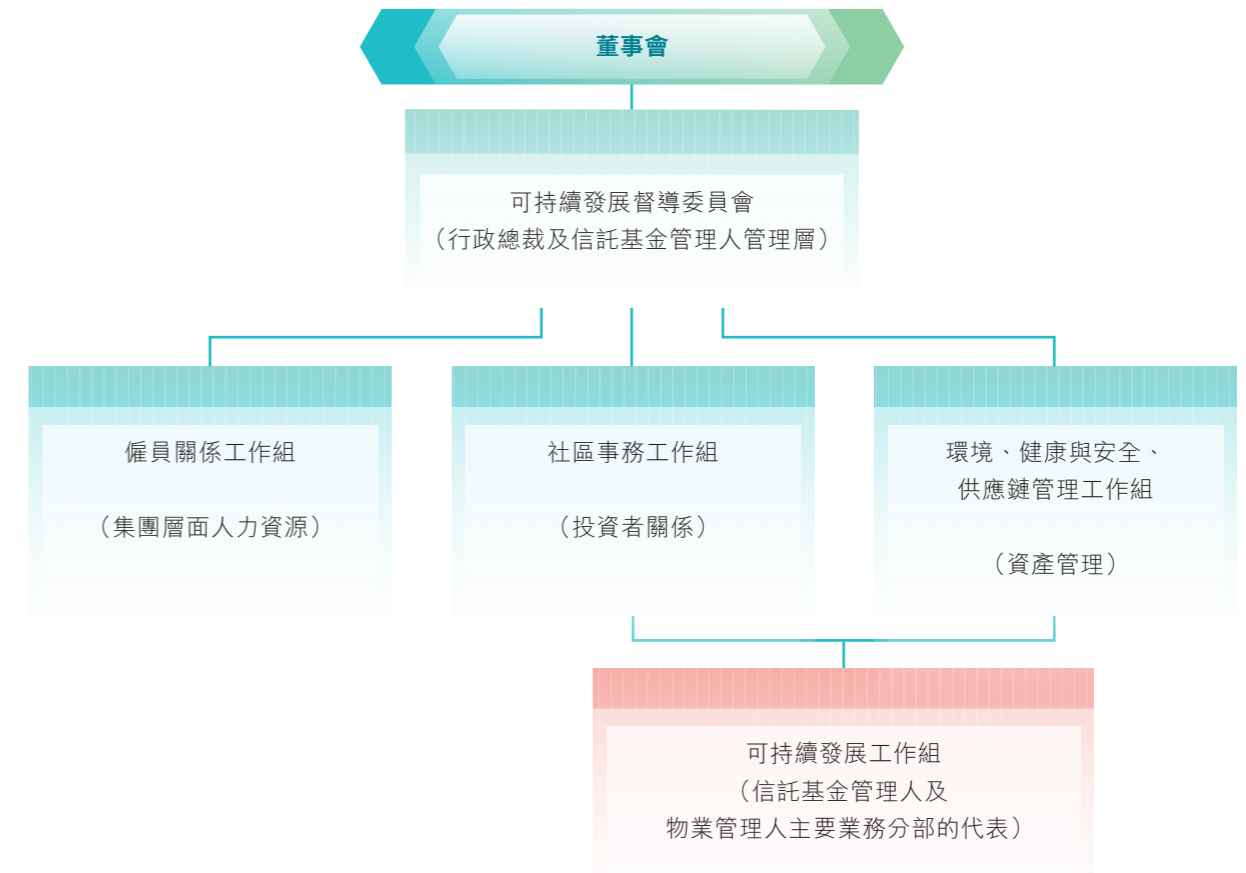 董事會
可持續發展督導委員會
（行政總裁及信託基金管理人管理層）
僱員關係工作組
（集團層面人力資源）
社區事務工作組
（投資者關係）
環境、健康與安全、
供應鏈管理工作組
（資產管理）
可持續發展工作組
（信託基金管理人及
物業管理人主要業務分部的代表）